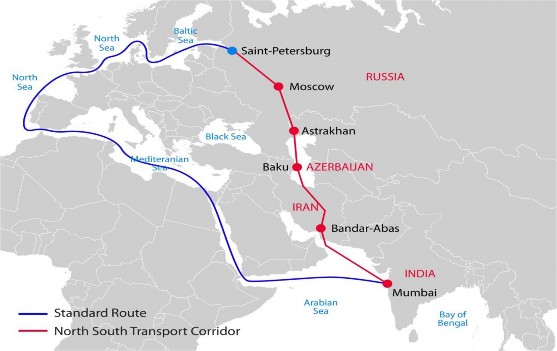 Baltic
Sea
North
Sea
Saint-Petersburg
North
Sea
RUSSIA
Moscow
Astrakhan
Black Sea
Mediteranian
Sea
Baku
AZERBAIJAN
IRAN
Bandar-Abas
INDIA
Mumbai
Arabian
Sea
Bay of
Bengal
Standard Route
North South Transport Corridor